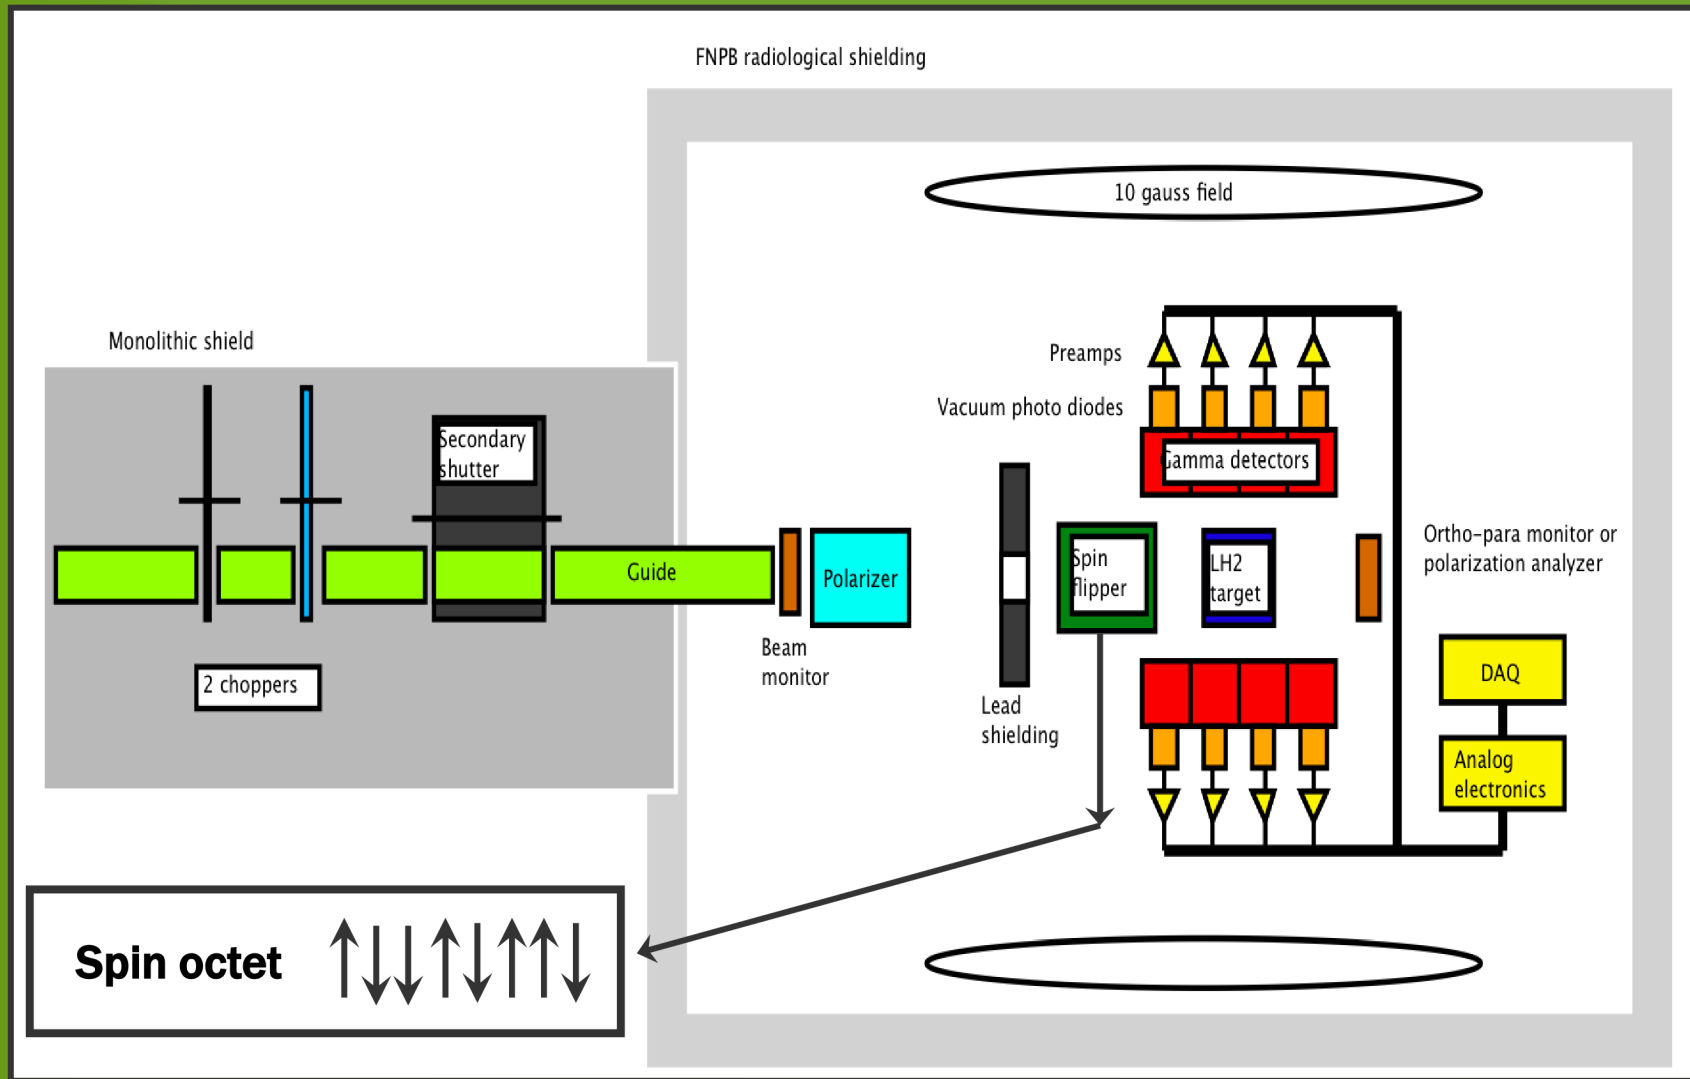 FNPB radiological shielding
10 gauss field
Monolithic shield
Preamps
Vacuum photo diodes
Secondary
shutter
Gamma detectors
Guide
Polarizer
Spin
flipper
LH2
target
Ortho-para monitor or
polarization analyzer
Beam
monitor
2 choppers
Lead
shielding
DAQ
Analog
electronics
Spin octet ↑↓↓↑↓↑↑↓